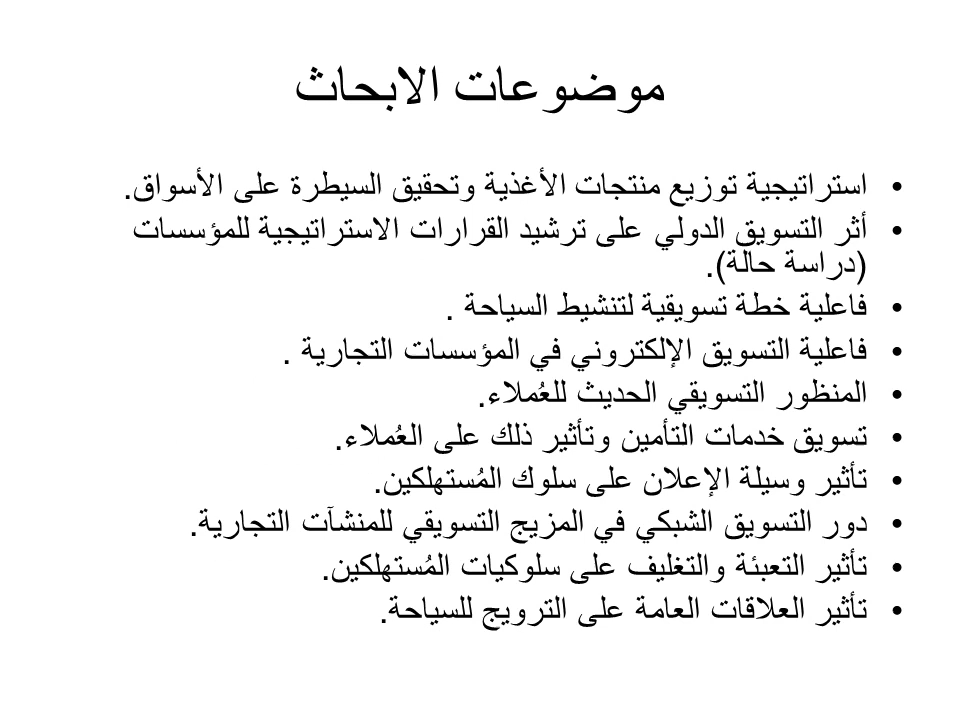 موضوعات الابحاث
• استراتيجية توزيع منتجات الأغذية وتحقيق السيطرة على الأسواق.
• أثر التسويق الدولي على ترشيد القرارات الاستراتيجية للمؤسسات
(دراسة حالة).
• فاعلية خطة تسويقية لتنشيط السياحة .
• فاعلية التسويق الإلكتروني في المؤسسات التجارية .
• المنظور التسويقي الحديث للعُملاء.
• تسويق خدمات التأمين وتأثير ذلك على العُملاء.
• تأثير وسيلة الإعلان على سلوك المُستهلكين.
• دور التسويق الشبكي في المزيج التسويقي للمنشآت التجارية.
• تأثير التعبئة والتغليف على سلوكيات المُستهلكين.
• تأثير العلاقات العامة على الترويج للسياحة.